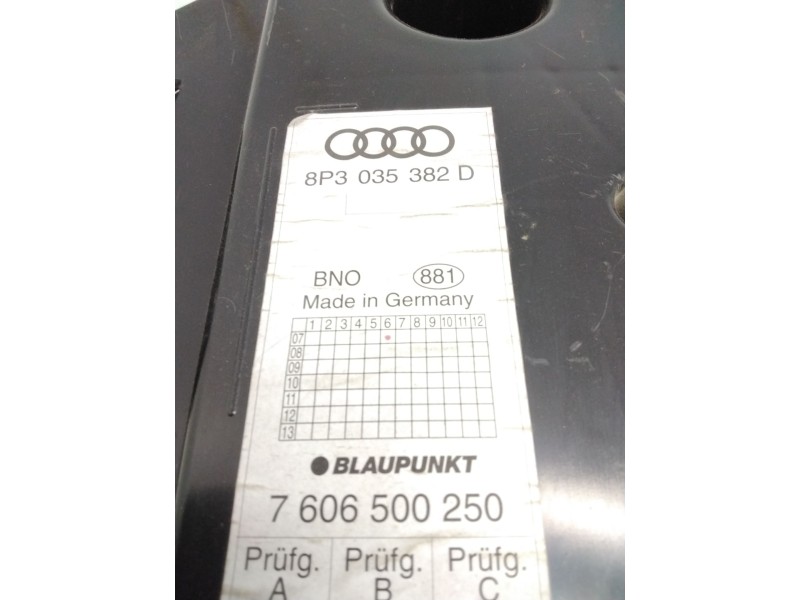 8P3 035 382 D
BNO 881
Made in Germany
1 2 3 4 5 6 7 8 9 10 11 12
07
08
09
10
11
12
13
BLAUPUNKT
7 606 500 250
Prüfg. Prüfg. Prüfg.
A B C